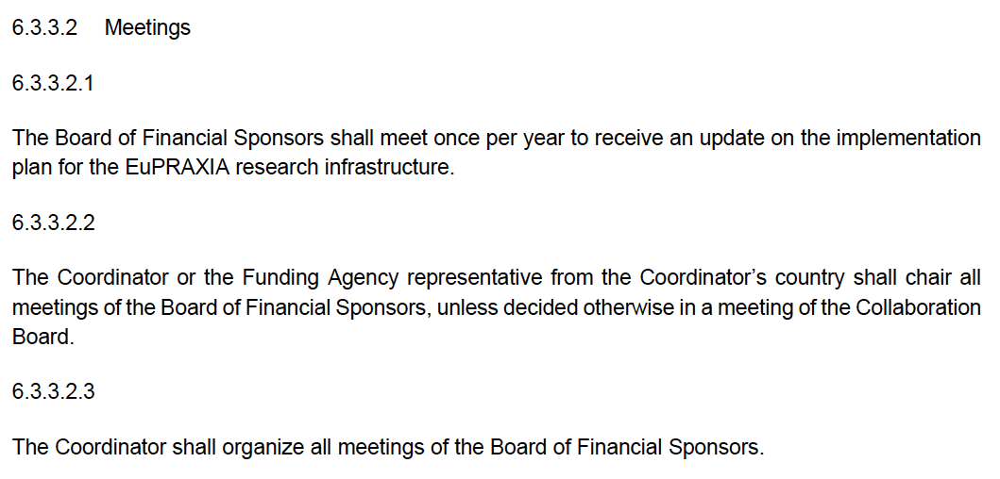 6.3.3.2 Meetings
6.3.3.2.1
The Board of Financial Sponsors shall meet once per year to receive an update on the implementation
plan for the EuPRAXIA research infrastructure.
6.3.3.2.2
The Coordinator or the Funding Agency representative from the Coordinator’s country shall chair all
meetings of the Board of Financial Sponsors, unless decided otherwise in a meeting of the Collaboration
Board.
6.3.3.2.3
The Coordinator shall organize all meetings of the Board of Financial Sponsors.